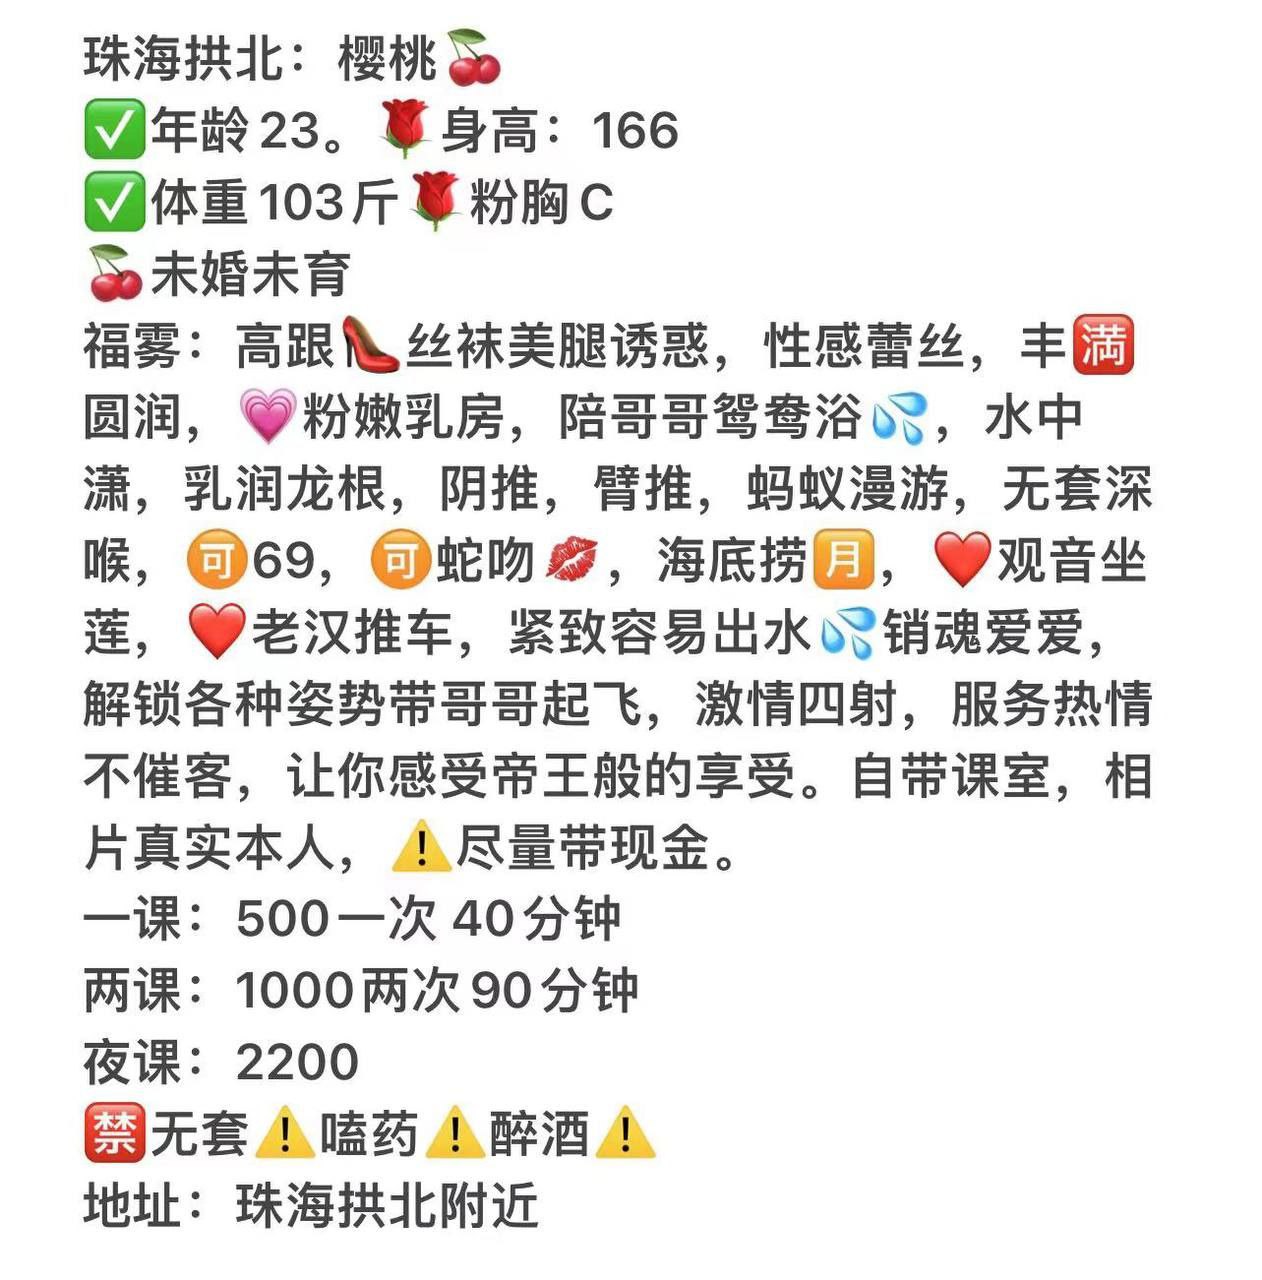 珠海拱北：樱桃🍒
✅年龄23。🌹身高：166
✅体重103斤🌹粉胸C
🍒未婚未育
福雾：高跟👠丝袜美腿诱惑，性感蕾丝，丰🈵
圆润，💗粉嫩乳房，陪哥哥鸳鸯浴💦，水中
潇，乳润龙根，阴推，臂推，蚂蚁漫游，无套深
喉，🉑69，🉑蛇吻💋，海底捞🈷️，❤️观音坐
莲，❤️老汉推车，紧致容易出水💦销魂爱爱，
解锁各种姿势带哥哥起飞，激情四射，服务热情
不催客，让你感受帝王般的享受。自带课室，相
片真实本人，⚠️尽量带现金。
一课：500一次 40分钟
两课：1000两次90分钟
夜课：2200
🈲无套⚠️嗑药⚠️醉酒⚠️
地址：珠海拱北附近